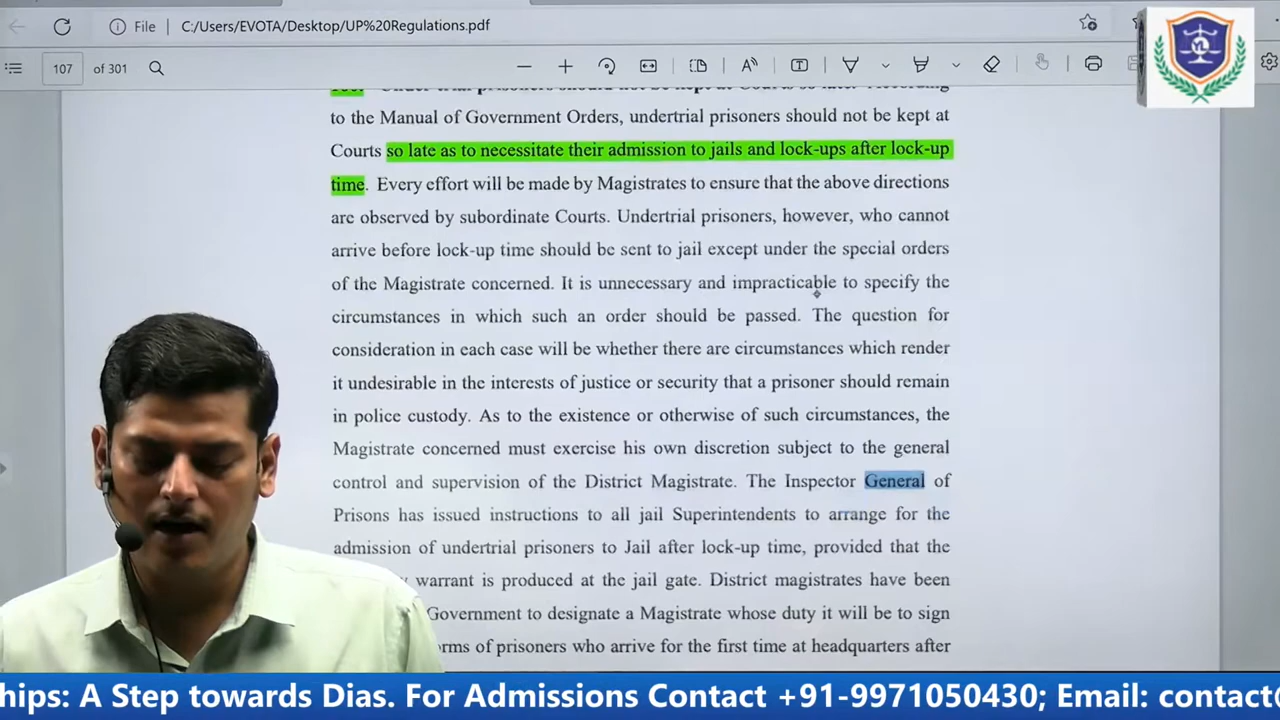 File
C:/Users/EVOTA/Desktop/UP%20Regulations.pdf
107 of 301
to the Manual of Government Orders, undertrial prisoners should not be kept at
Courts so late as to necessitate their admission to jails and lock-ups after lock-up
time. Every effort will be made by Magistrates to ensure that the above directions
are observed by subordinate Courts. Undertrial prisoners, however, who cannot
arrive before lock-up time should be sent to jail except under the special orders
of the Magistrate concerned. It is unnecessary and impracticable to specify the
circumstances in which such an order should be passed. The question for
consideration in each case will be whether there are circumstances which render
it undesirable in the interests of justice or security that a prisoner should remain
in police custody. As to the existence or otherwise of such circumstances, the
Magistrate concerned must exercise his own discretion subject to the general
control and supervision of the District Magistrate. The Inspector General of
Prisons has issued instructions to all jail Superintendents to arrange for the
admission of undertrial prisoners to Jail after lock-up time, provided that the
warrant is produced at the jail gate. District magistrates have been
Government to designate a Magistrate whose duty it will be to sign
of prisoners who arrive for the first time at headquarters after
hips: A Step towards Dias. For Admissions Contact +91-9971050430; Email: contact